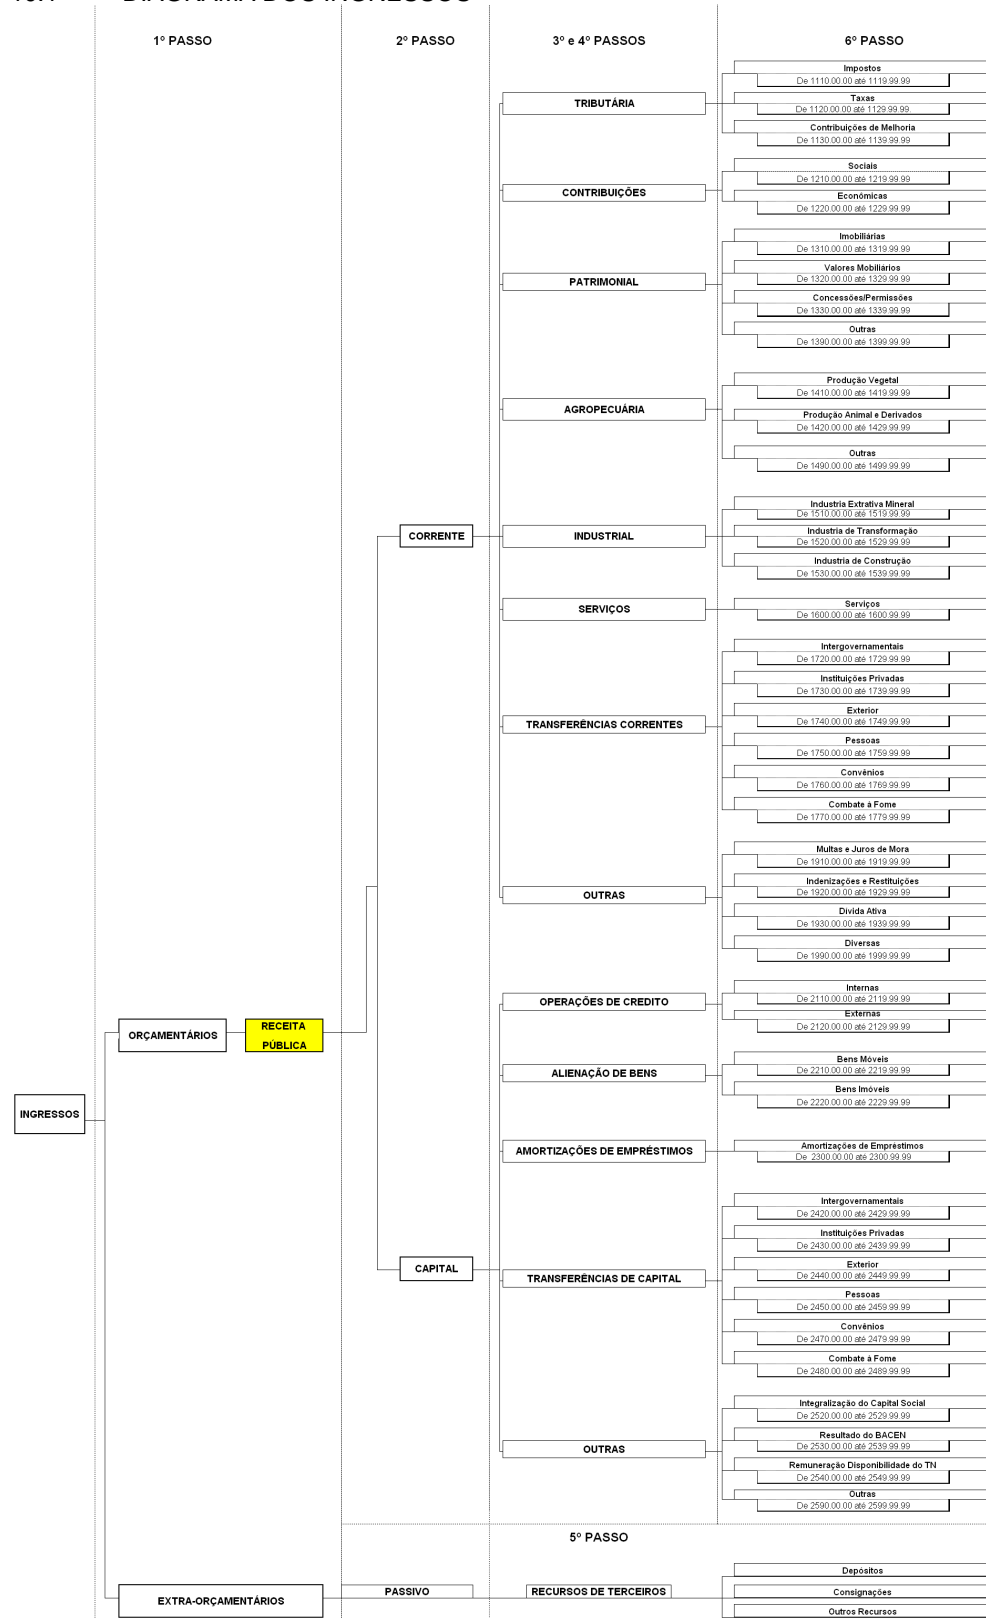 DIAGRAMA DOS INGRESSOS
1º PASSO
2º PASSO
3º e 4º PASSOS
6º PASSO
Impostos
De 1110.00.00 até 1119.99.99
TRIBUTÁRIA
Taxas
De 1120.00.00 até 1129.99.99.
Contribuições de Melhoria
De 1130.00.00 até 1139.99.99
Sociais
De 1210.00.00 até 1219.99.99
CONTRIBUIÇÕES
Econômicas
De 1220.00.00 até 1229.99.99
Imobiliárias
De 1310.00.00 até 1319.99.99
Valores Mobiliários
De 1320.00.00 até 1329.99.99
PATRIMONIAL
Concessões/Permissões
De 1330.00.00 até 1339.99.99
Outras
De 1390.00.00 até 1399.99.99
Produção Vegetal
De 1410.00.00 até 1419.99.99
AGROPECUÁRIA
Produção Animal e Derivados
De 1420.00.00 até 1429.99.99
Outras
De 1490.00.00 até 1499.99.99
Industria Extrativa Mineral
De 1510.00.00 até 1519.99.99
CORRENTE
INDUSTRIAL
Industria de Transformação
De 1520.00.00 até 1529.99.99
Industria de Construção
De 1530.00.00 até 1539.99.99
SERVIÇOS
Serviços
De 1600.00.00 até 1600.99.99
Intergovernamentais
De 1720.00.00 até 1729.99.99
Instituições Privadas
De 1730.00.00 até 1739.99.99
Exterior
De 1740.00.00 até 1749.99.99
TRANSFERÊNCIAS CORRENTES
Pessoas
De 1750.00.00 até 1759.99.99
Convênios
De 1760.00.00 até 1769.99.99
Combate à Fome
De 1770.00.00 até 1779.99.99
Multas e Juros de Mora
De 1910.00.00 até 1919.99.99
Indenizações e Restituições
De 1920.00.00 até 1929.99.99
OUTRAS
Dívida Ativa
De 1930.00.00 até 1939.99.99
Diversas
De 1990.00.00 até 1999.99.99
Internas
De 2110.00.00 até 2119.99.99
OPERAÇÕES DE CREDITO
Externas
De 2120.00.00 até 2129.99.99
ORÇAMENTÁRIOS
RECEITA
PÚBLICA
Bens Móveis
De 2210.00.00 até 2219.99.99
ALIENAÇÃO DE BENS
Bens Imóveis
De 2220.00.00 até 2229.99.99
INGRESSOS
AMORTIZAÇÕES DE EMPRÉSTIMOS
Amortizações de Empréstimos
De 2300.00.00 até 2300.99.99
Intergovernamentais
De 2420.00.00 até 2429.99.99
Instituições Privadas
De 2430.00.00 até 2439.99.99
CAPITAL
Exterior
De 2440.00.00 até 2449.99.99
TRANSFERÊNCIAS DE CAPITAL
Pessoas
De 2450.00.00 até 2459.99.99
Convênios
De 2470.00.00 até 2479.99.99
Combate à Fome
De 2480.00.00 até 2489.99.99
Integralização do Capital Social
De 2520.00.00 até 2529.99.99
Resultado do BACEN
De 2530.00.00 até 2539.99.99
OUTRAS
Remuneração Disponibilidade do TN
De 2540.00.00 até 2549.99.99
Outras
De 2590.00.00 até 2599.99.99
5º PASSO
Depósitos
EXTRA-ORÇAMENTÁRIOS
PASSIVO
RECURSOS DE TERCEIROS
Consignações
Outros Recursos